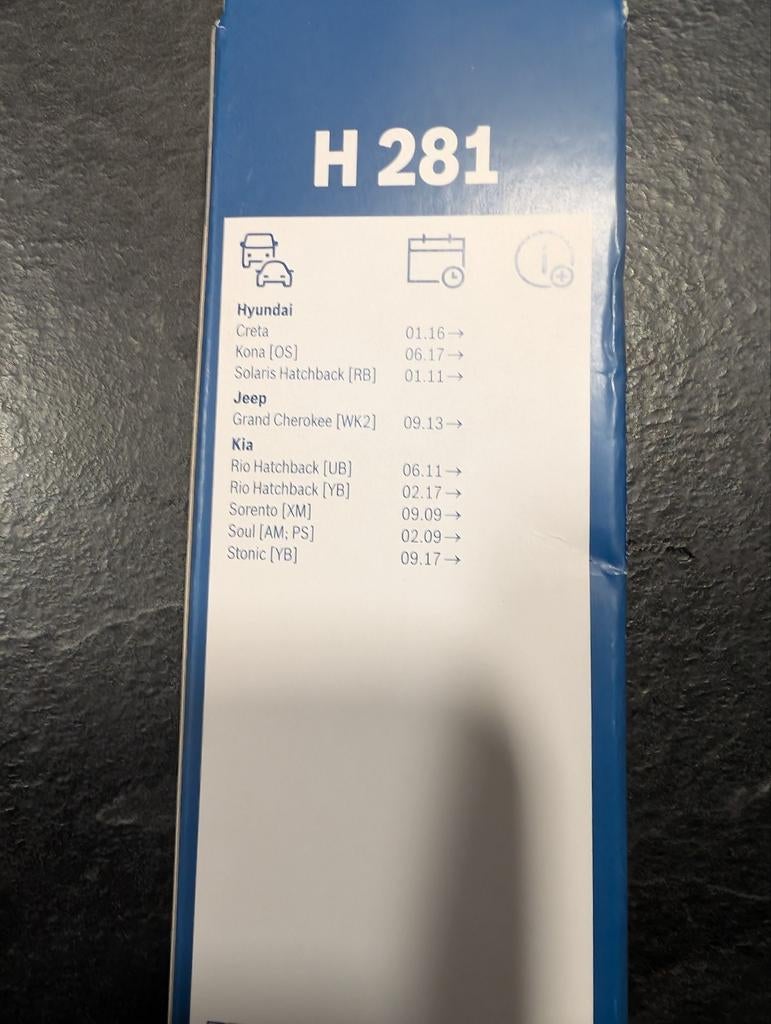 H 281
Hyundai
Creta 01.16→
Kona [OS] 06.17→
Solaris Hatchback [RB] 01.11→
Jeep
Grand Cherokee [WK2] 09.13→
Kia
Rio Hatchback [UB] 06.11→
Rio Hatchback [YB] 02.17→
Sorento [XM] 09.09→
Soul [AM; PS] 02.09→
Stonic [YB] 09.17→